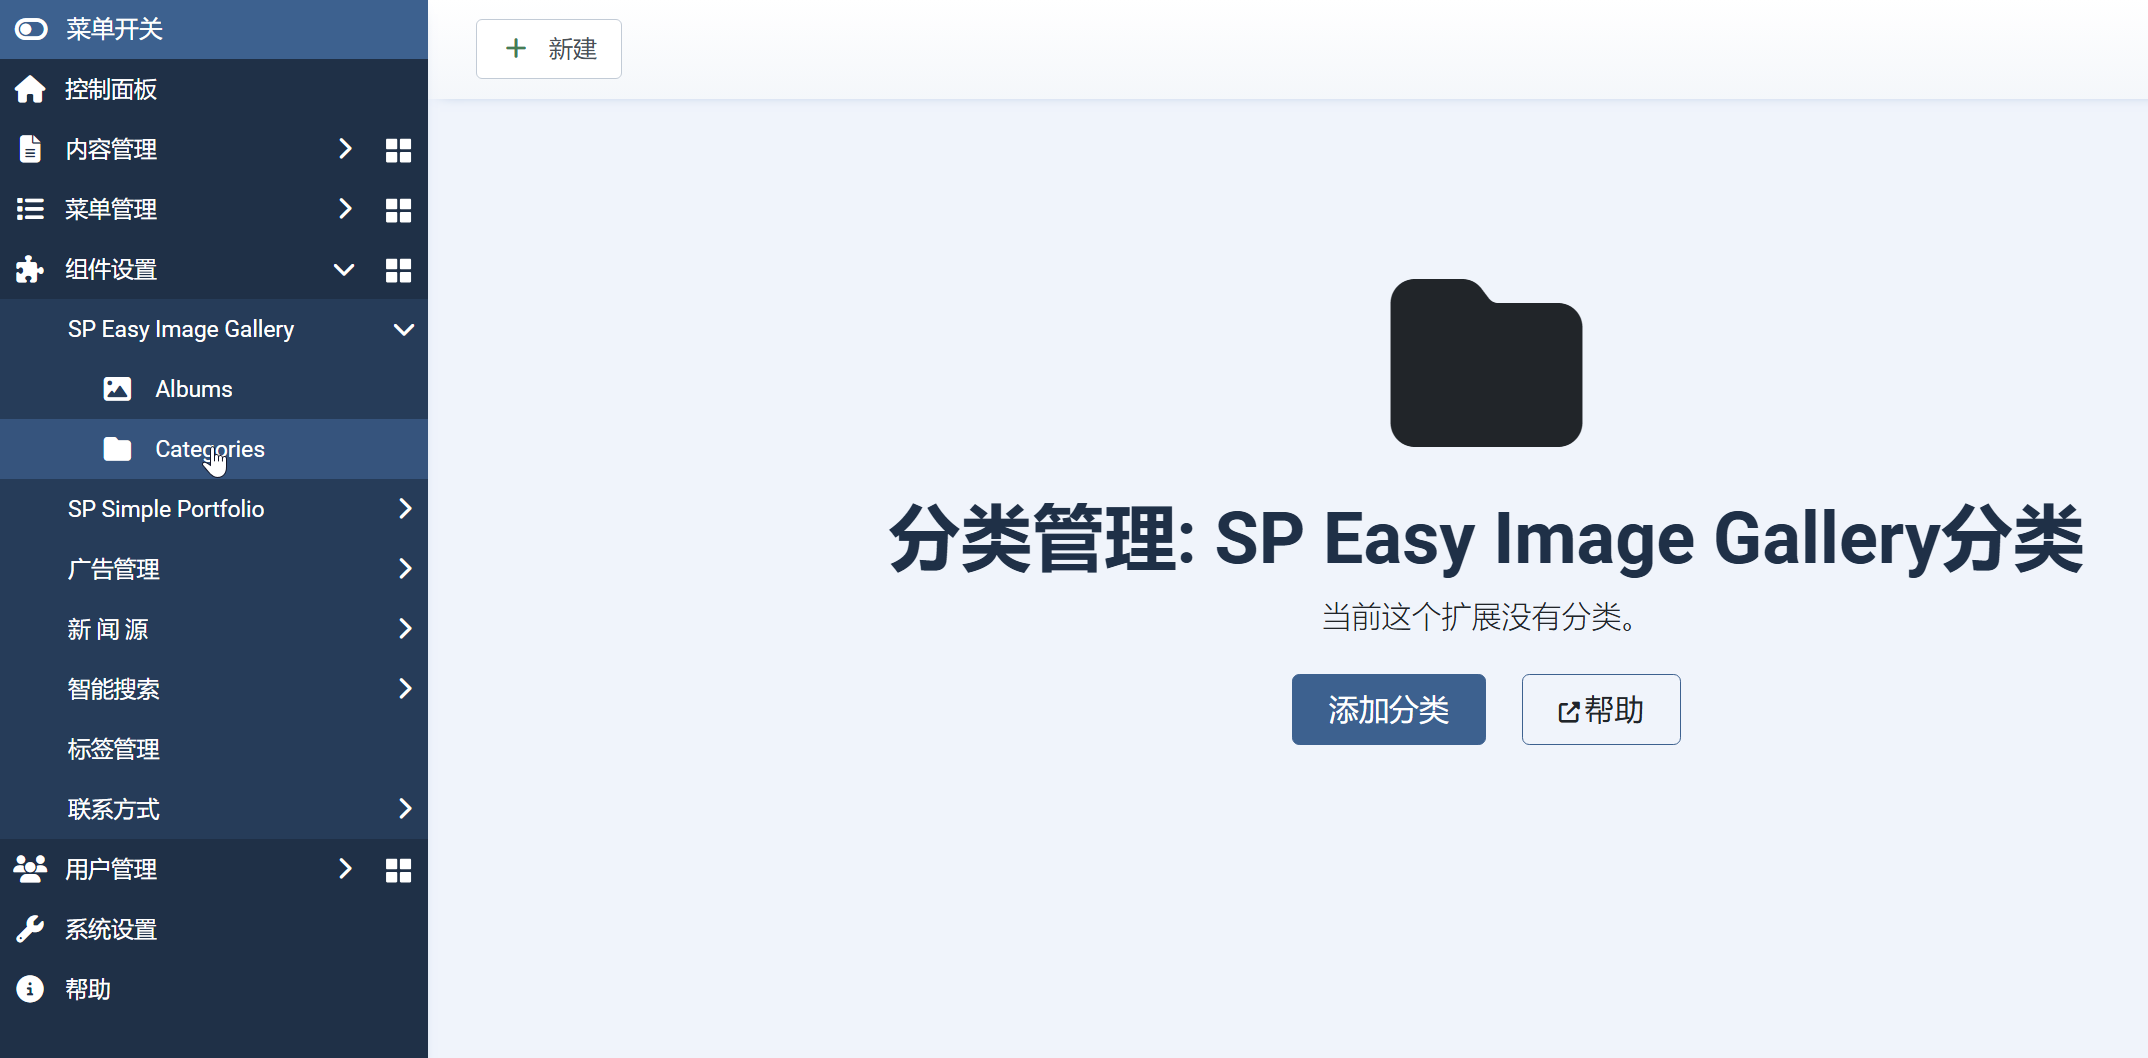 菜单开关
控制面板
内容管理
菜单管理
组件设置
SP Easy Image Gallery
Albums
Categories
SP Simple Portfolio
广告管理
新 闻 源
智能搜索
标签管理
联系方式
用户管理
系统设置
帮助
新建
分类管理: SP Easy Image Gallery分类
当前这个扩展没有分类。
添加分类
帮助